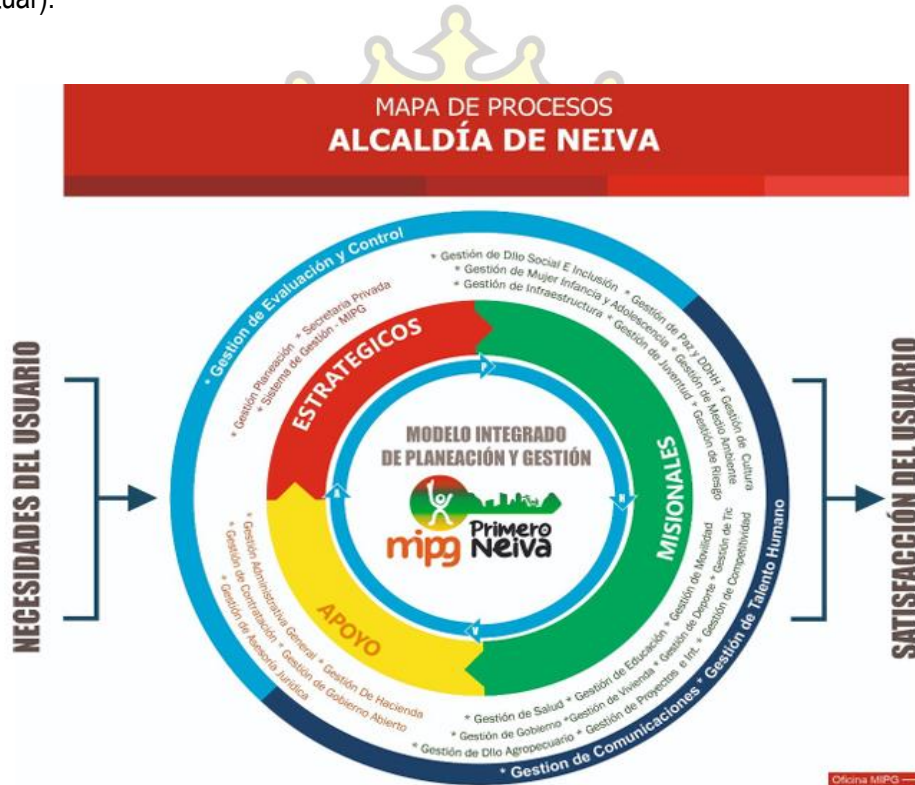 tual).
MAPA DE PROCESOS
ALCALDÍA DE NEIVA
NECESIDADES DEL USUARIO
* Gestion de Evaluación y Control
* Gestión Planeación * Secretaria Privada
* Sistema de Gestión - MIPG
ESTRATEGICOS
* Gestión de Dllo Social E Inclusión * Gestión de Paz y DDHH * Gestión de Cultura
* Gestión de Mujer Infancia y Adolescencia * Gestión de Medio Ambiente
* Gestión de Infraestructura * Gestión de Juventud * Gestión de Riesgo
MISIONALES
P
H
V
A
MODELO INTEGRADO
DE PLANEACIÓN Y GESTIÓN
mipg
Primero
Neiva
APOYO
* Gestión Administrativa General * Gestión De Hacienda
* Gestión de Contratación * Gestión de Gobierno Abierto
* Gestión de Asesoría Jurídica
* Gestión de Salud * Gestión de Educación * Gestión de Movilidad
* Gestión de Gobierno *Gestión de Vivienda * Gestión de Deporte * Gestión de Tic
* Gestión de Dllo Agropecuario * Gestión de Proyectos e Int. * Gestión de Competitividad
* Gestion de Comunicaciones * Gestión de Talento Humano
SATISFACCIÓN DEL USUARIO
Oficina MIPG